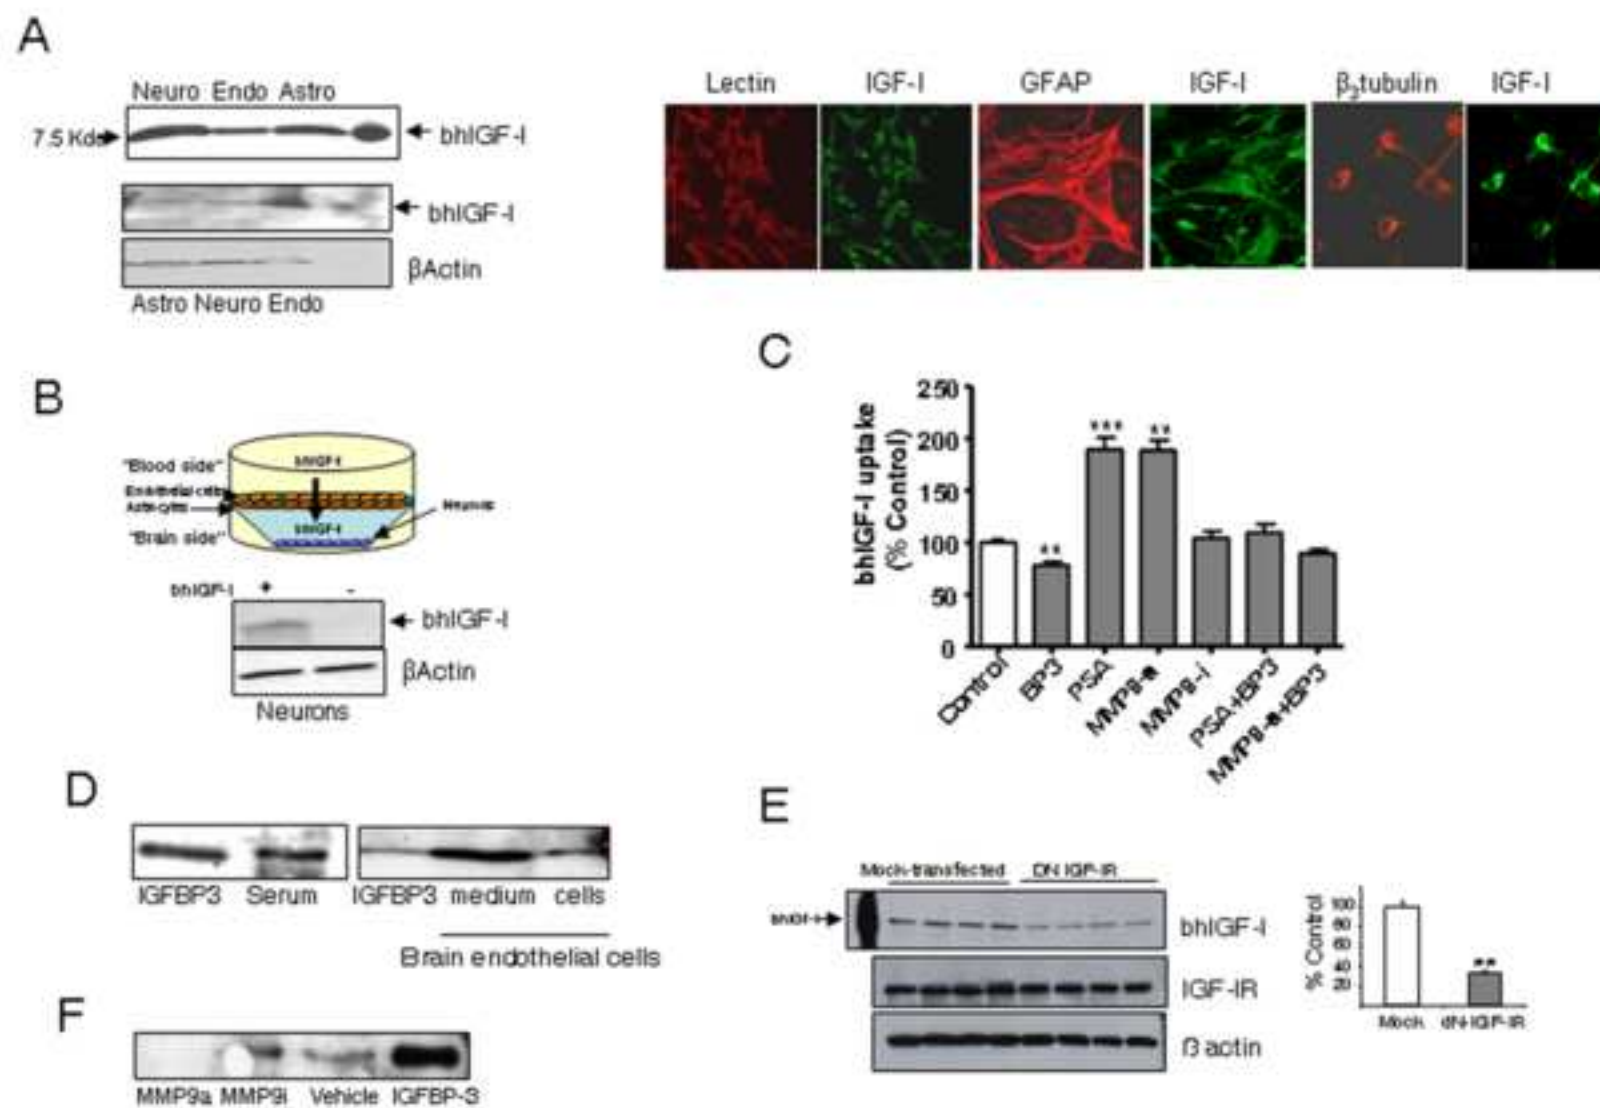 A
Neuro Endo Astro
7.5 Kda
bhIGF-I
bhIGF-I
βActin
Astro Neuro Endo
Lectin IGF-I GFAP IGF-I β3tubulin IGF-I
B
"Blood side"
bhIGF-I
Endothelial cells
Astrocytes
Neurons
bhIGF-I
"Brain side"
bhIGF-I + -
bhIGF-I
βActin
Neurons
C
bhIGF-I uptake
(% Control)
250
200
150
100
50
0
*** **
**
Control BP3 PSA MMP9-a MMP9-i PSA+BP3 MMP9-a+BP3
D
IGFBP3 Serum IGFBP3 medium cells
Brain endothelial cells
E
Mock-transfected DN IGF-IR
bhIGF-I
bhIGF-I
IGF-IR
β actin
% Control
100
80
60
40
20
**
Mock dN-IGF-IR
F
MMP9a MMP9i Vehicle IGFBP-3